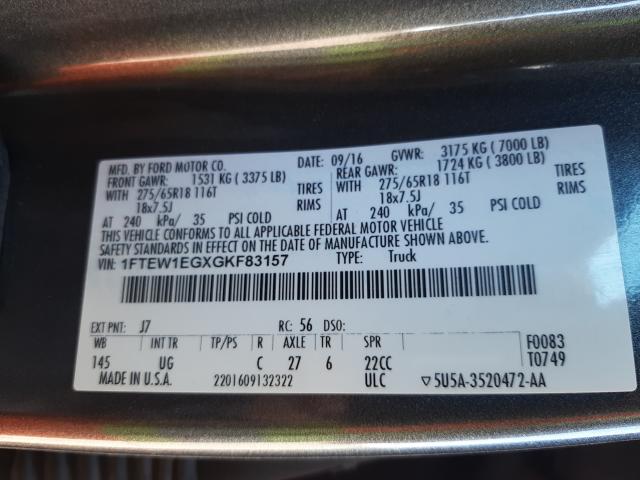 MFD. BY FORD MOTOR CO.
DATE: 09/16 GVWR: 3175 KG ( 7000 LB)
FRONT GAWR: 1531 KG ( 3375 LB) REAR GAWR: 1724 KG ( 3800 LB)
WITH 275/65R18 116T TIRES WITH 275/65R18 116T TIRES
18x7.5J RIMS 18x7.5J RIMS
AT 240 kPa/ 35 PSI COLD AT 240 kPa/ 35 PSI COLD
THIS VEHICLE CONFORMS TO ALL APPLICABLE FEDERAL MOTOR VEHICLE
SAFETY STANDARDS IN EFFECT ON THE DATE OF MANUFACTURE SHOWN ABOVE.
VIN: 1FTEW1EGXGKF83157 TYPE: Truck
EXT PNT: J7 RC: 56 DSO:
WB INT TR TP/PS R AXLE TR SPR F0083
145 UG C 27 6 22CC T0749
MADE IN U.S.A. 2201609132322 ULC ▽5U5A-3520472-AA